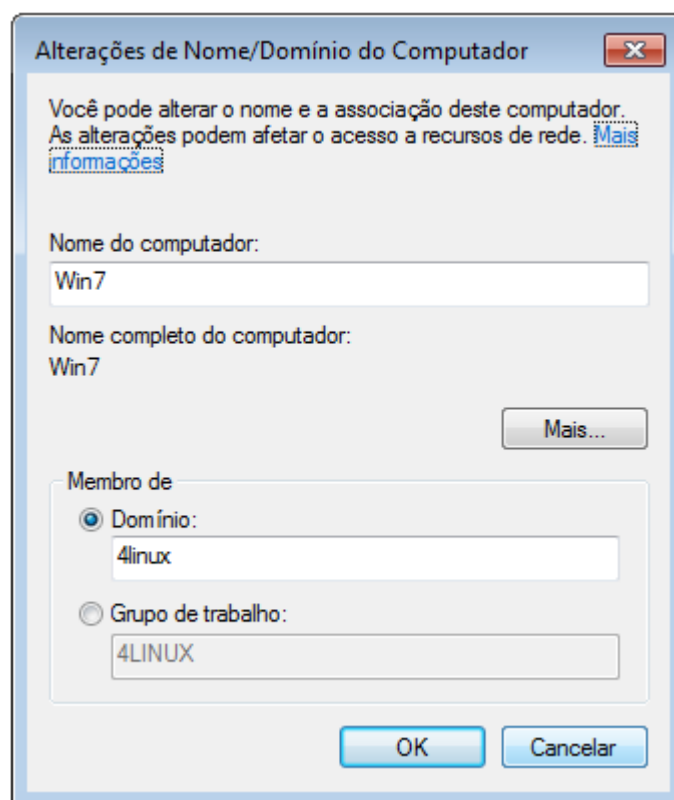 Alterações de Nome/Domínio do Computador
Você pode alterar o nome e a associação deste computador.
As alterações podem afetar o acesso a recursos de rede. Mais
informações
Nome do computador:
Win7
Nome completo do computador:
Win7
Mais...
Membro de
Domínio:
4linux
Grupo de trabalho:
4LINUX
OK
Cancelar